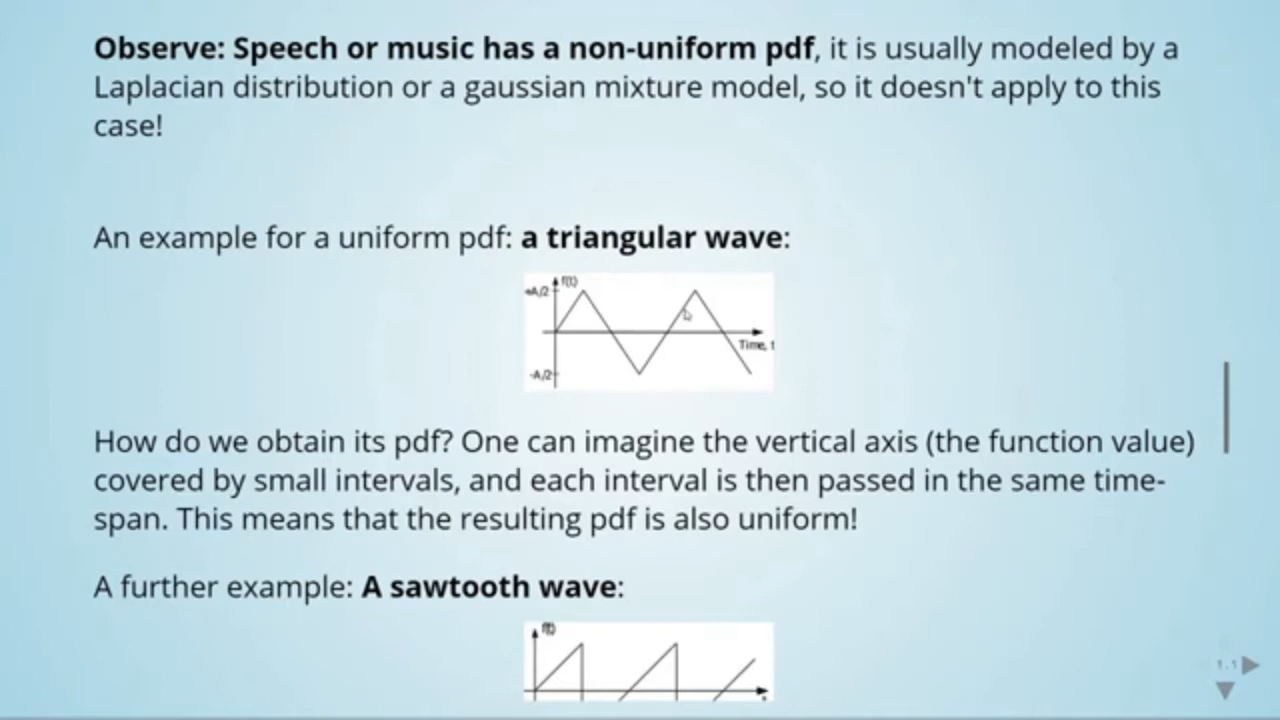 Observe: Speech or music has a non-uniform pdf, it is usually modeled by a
Laplacian distribution or a gaussian mixture model, so it doesn't apply to this
case!
An example for a uniform pdf: a triangular wave:
f(t)
+A/2
Time, t
-A/2
How do we obtain its pdf? One can imagine the vertical axis (the function value)
covered by small intervals, and each interval is then passed in the same time-
span. This means that the resulting pdf is also uniform!
A further example: A sawtooth wave:
f(t)
1.1